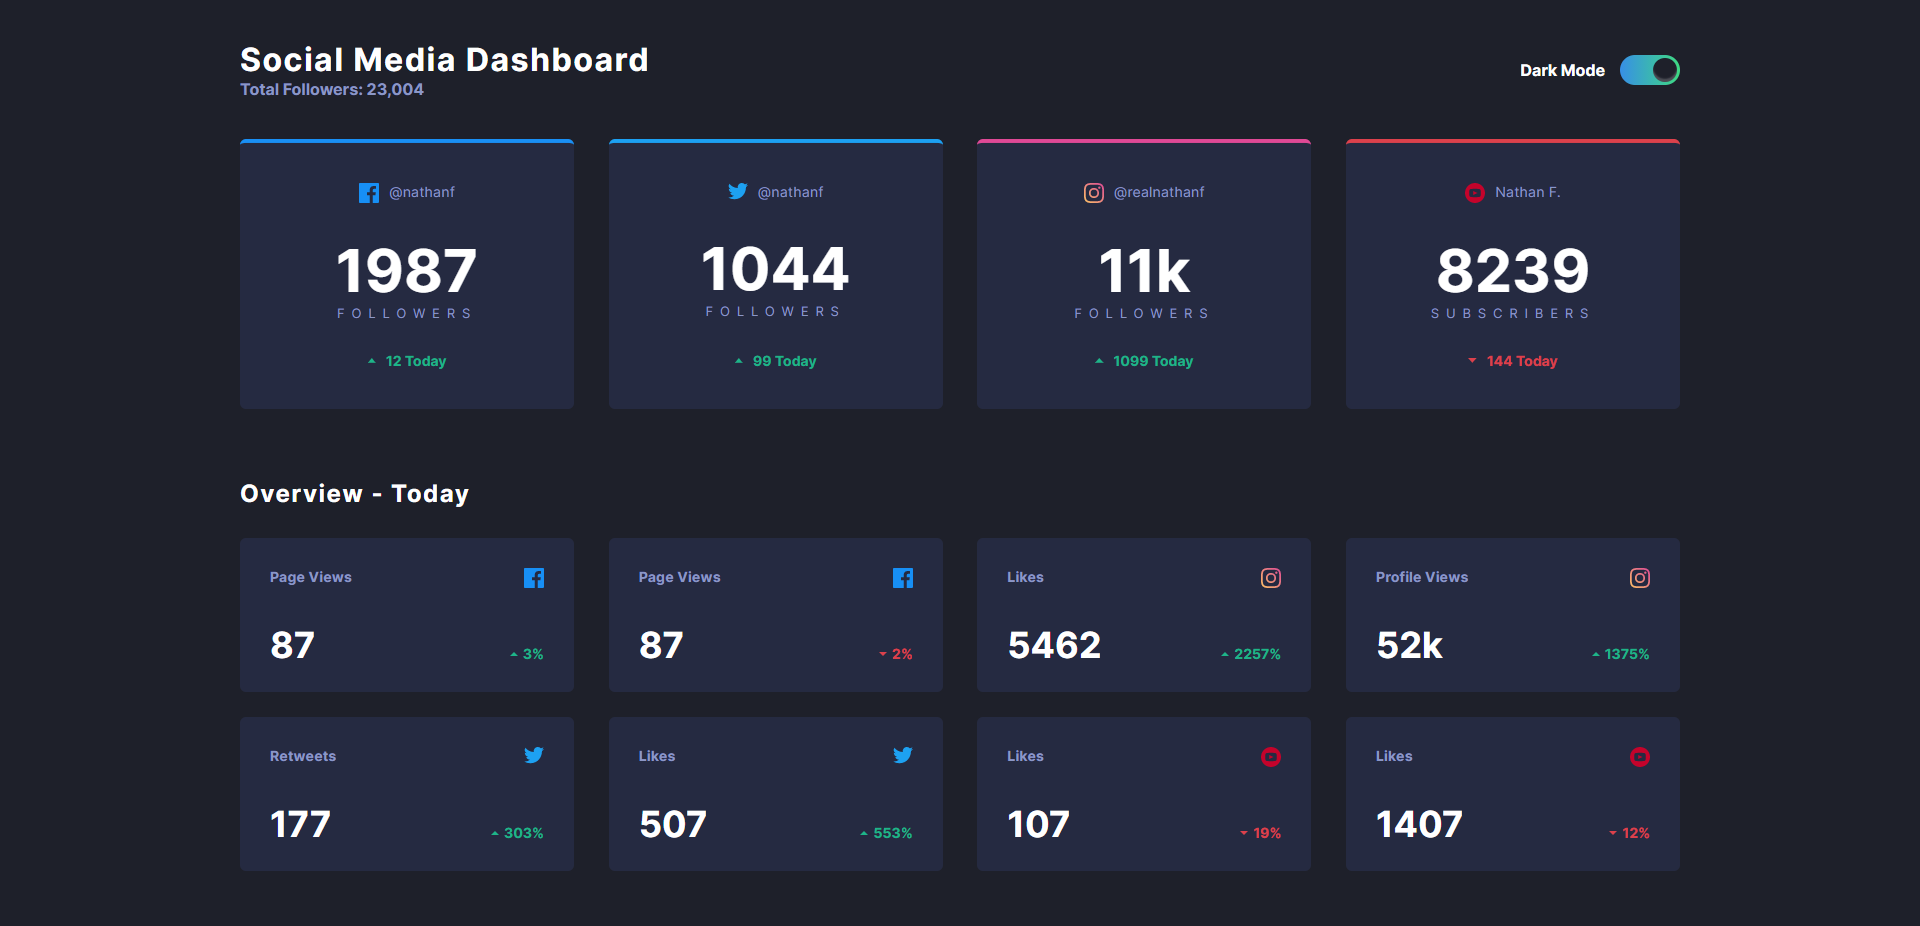 Social Media Dashboard
Total Followers: 23,004
Dark Mode
@nathanf
1987
FOLLOWERS
12 Today
@nathanf
1044
FOLLOWERS
99 Today
@realnathanf
11k
FOLLOWERS
1099 Today
Nathan F.
8239
SUBSCRIBERS
144 Today
Overview - Today
Page Views
87
3%
Page Views
87
2%
Likes
5462
2257%
Profile Views
52k
1375%
Retweets
177
303%
Likes
507
553%
Likes
107
19%
Likes
1407
12%